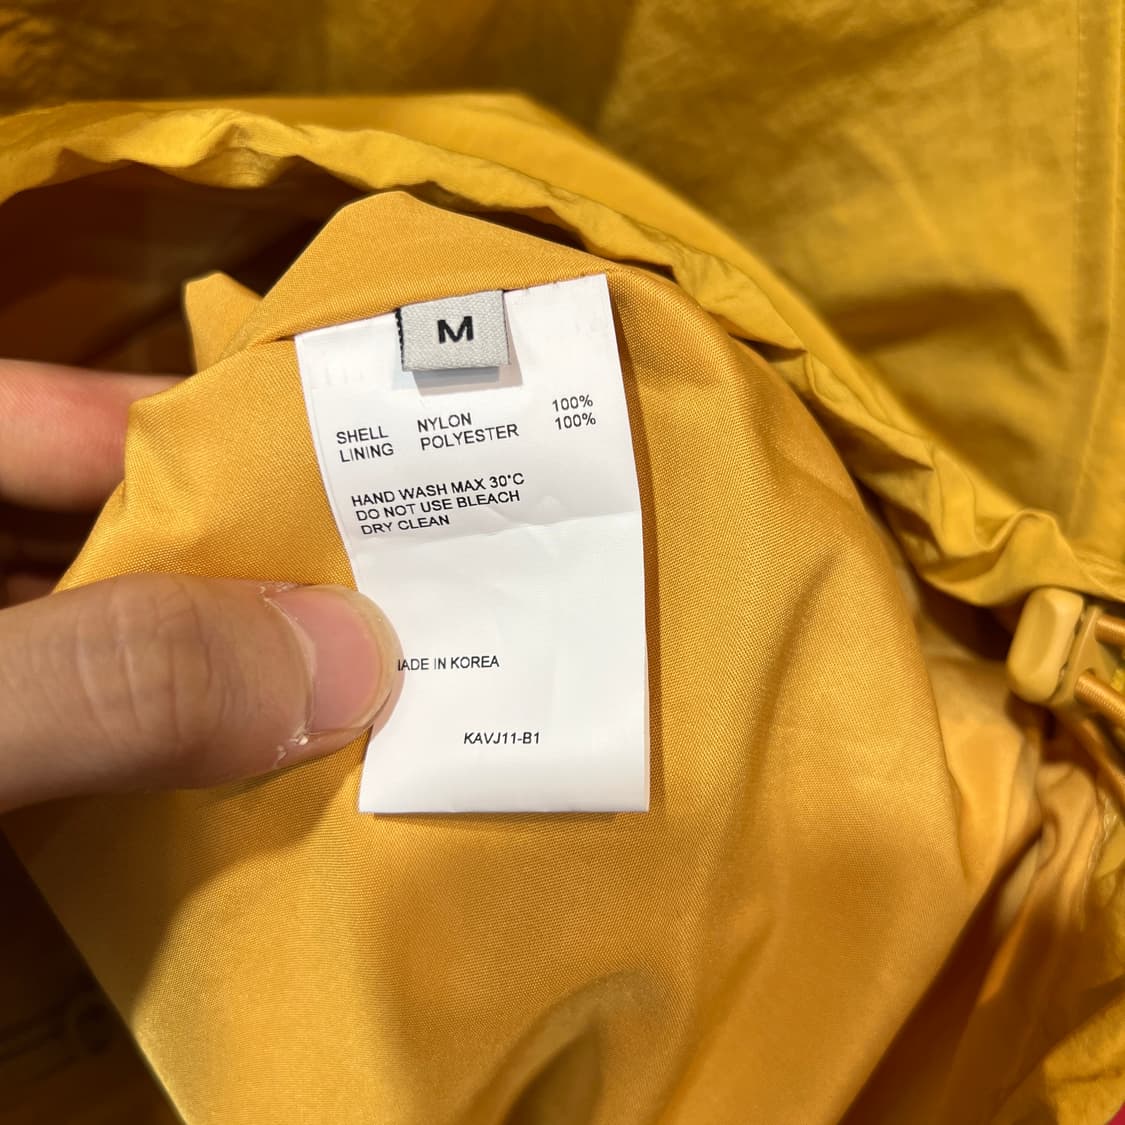 M
SHELL NYLON 100%
LINING POLYESTER 100%
HAND WASH MAX 30°C
DO NOT USE BLEACH
DRY CLEAN
ADE IN KOREA
KAVJ11-B1